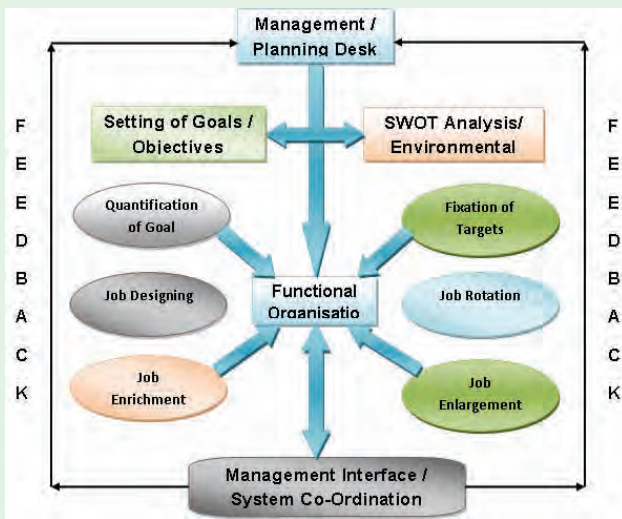 Management /
Planning Desk
Setting of Goals /
Objectives
SWOT Analysis/
Environmental
Quantification
of Goal
Fixation of
Targets
Job Designing
Functional
Organisatio
Job Rotation
Job
Enrichment
Job
Enlargement
Management Interface /
System Co-Ordination
F
E
E
D
B
A
C
K
F
E
E
D
B
A
C
K